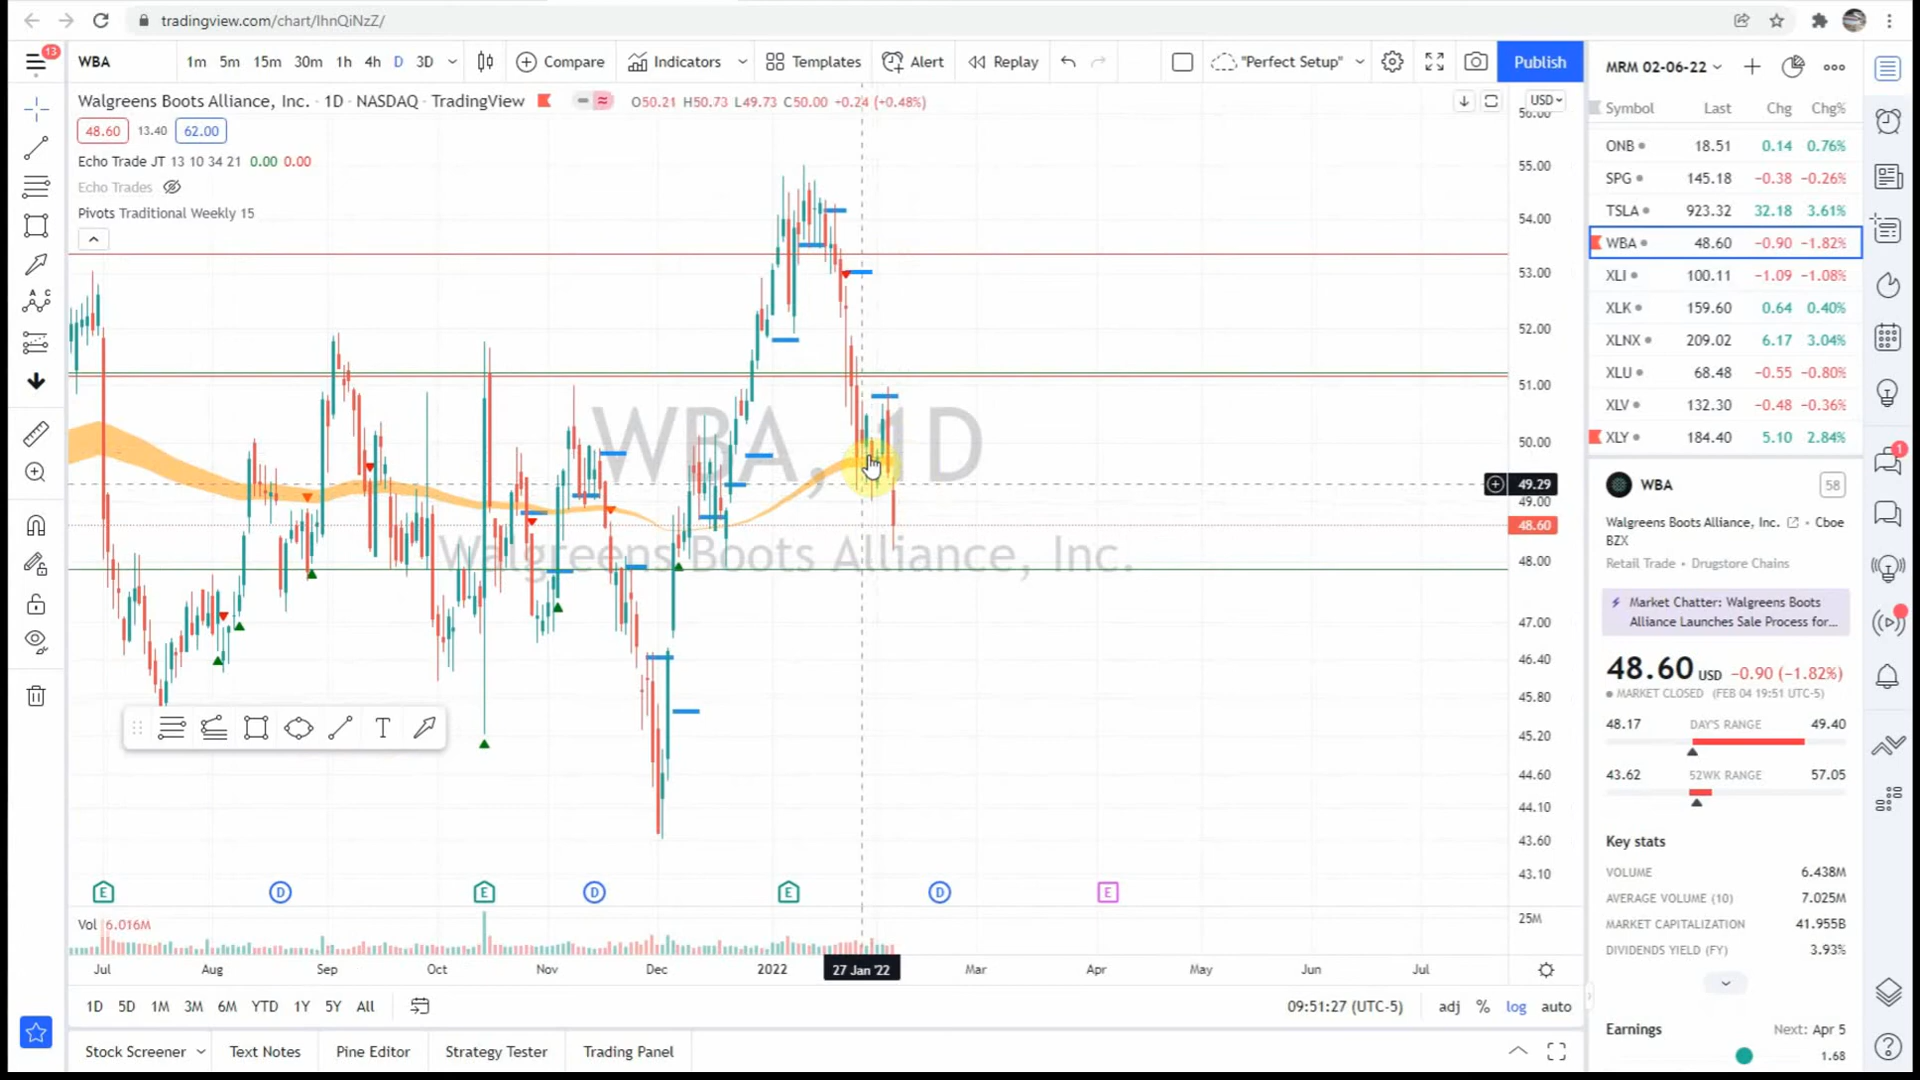 tradingview.com/chart/lhnQiNzZ/
13
WBA 1m 5m 15m 30m 1h 4h D 3D Compare Indicators Templates Alert Replay "Perfect Setup" Publish
MRM 02-06-22
Walgreens Boots Alliance, Inc. · 1D · NASDAQ · TradingView O50.21 H50.73 L49.73 C50.00 +0.24 (+0.48%)
USD
48.60 13.40 62.00
Echo Trade JT 13 10 34 21 0.00 0.00
Echo Trades
Pivots Traditional Weekly 15
WBA, 1D
Walgreens Boots Alliance, Inc.
56.00
55.00
54.00
53.00
52.00
51.00
50.00
49.29
49.00
48.60
48.00
47.00
46.40
45.80
45.20
44.60
44.10
43.60
43.10
25M
A C
B
T
E D E D E D E
Vol 6.016M
Jul Aug Sep Oct Nov Dec 2022 27 Jan '22 Mar Apr May Jun Jul
1D 5D 1M 3M 6M YTD 1Y 5Y All
09:51:27 (UTC-5) adj % log auto
Stock Screener Text Notes Pine Editor Strategy Tester Trading Panel
Symbol Last Chg Chg%
ONB 18.51 0.14 0.76%
SPG 145.18 −0.38 −0.26%
TSLA 923.32 32.18 3.61%
WBA 48.60 −0.90 −1.82%
XLI 100.11 −1.09 −1.08%
XLK 159.60 0.64 0.40%
XLNX 209.02 6.17 3.04%
XLU 68.48 −0.55 −0.80%
XLV 132.30 −0.48 −0.36%
XLY 184.40 5.10 2.84%
1
WBA 58
Walgreens Boots Alliance, Inc. • Cboe
BZX
Retail Trade • Drugstore Chains
Market Chatter: Walgreens Boots
Alliance Launches Sale Process for...
48.60 USD −0.90 (−1.82%)
MARKET CLOSED (FEB 04 19:51 UTC-5)
48.17 DAY'S RANGE 49.40
43.62 52WK RANGE 57.05
Key stats
VOLUME 6.438M
AVERAGE VOLUME (10) 7.025M
MARKET CAPITALIZATION 41.955B
DIVIDENDS YIELD (FY) 3.93%
Earnings Next: Apr 5
1.68